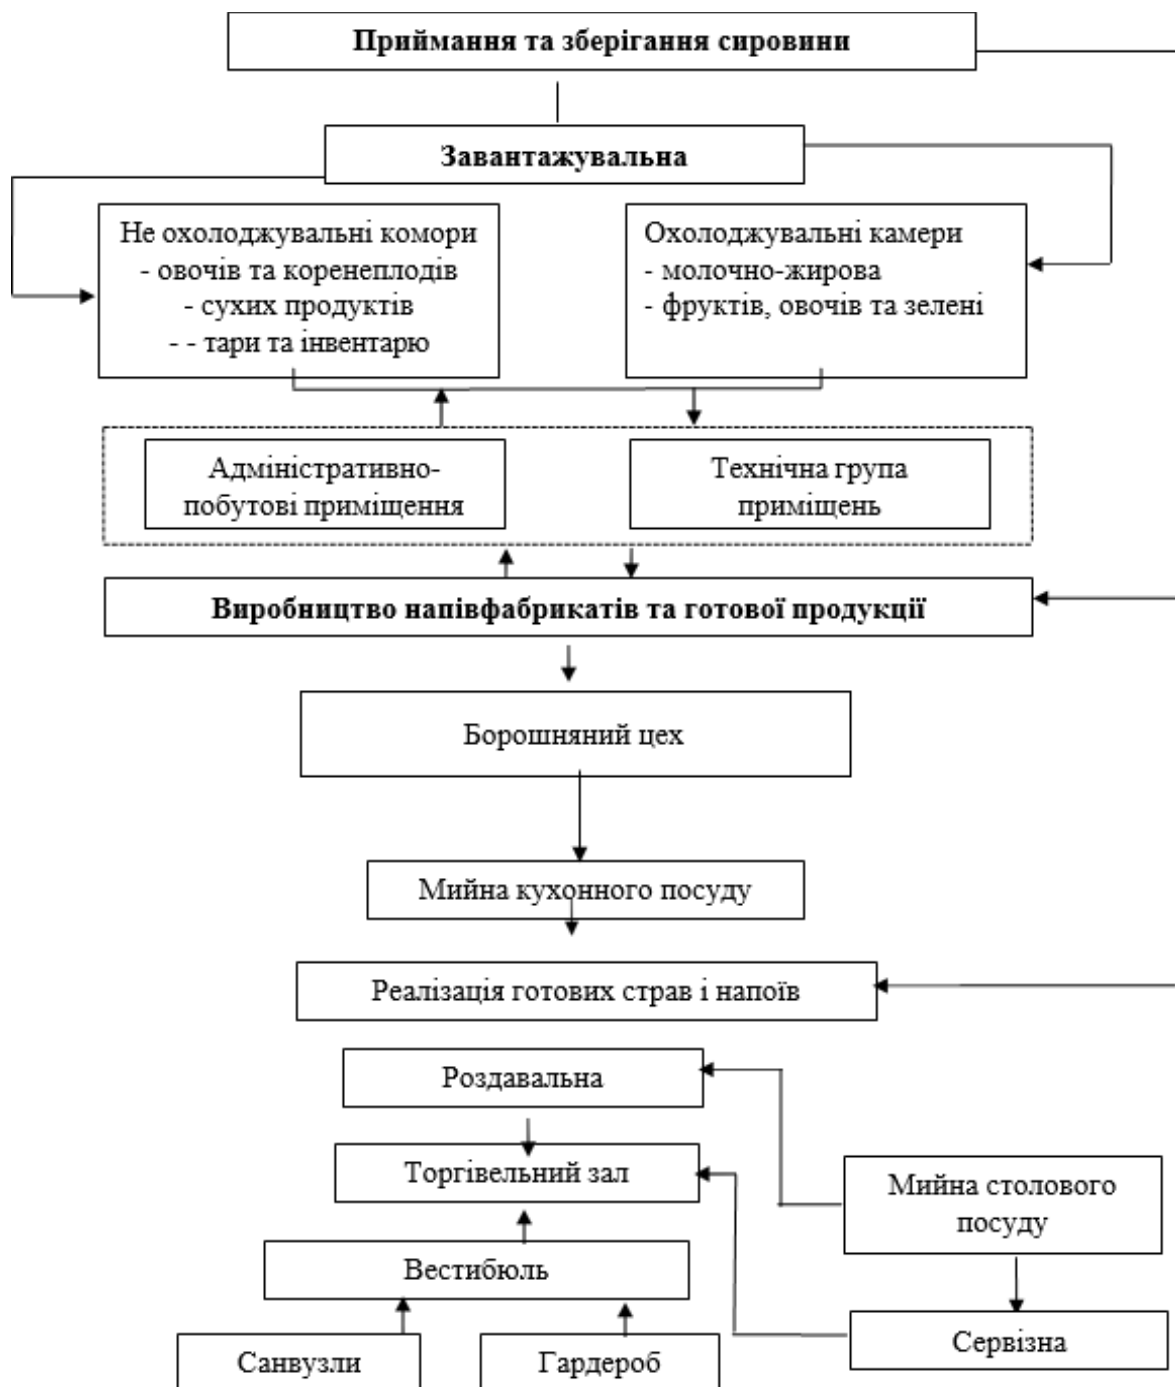 Приймання та зберігання сировини
Завантажувальна
Не охолоджувальні комори
- овочів та коренеплодів
- сухих продуктів
- - тари та інвентарю
Охолоджувальні камери
- молочно-жирова
- фруктів, овочів та зелені
Адміністративно-
побутові приміщення
Технічна група
приміщень
Виробництво напівфабрикатів та готової продукції
Борошняний цех
Мийна кухонного посуду
Реалізація готових страв і напоїв
Роздавальна
Торгівельний зал
Мийна столового
посуду
Вестибюль
Сервізна
Санвузли
Гардероб